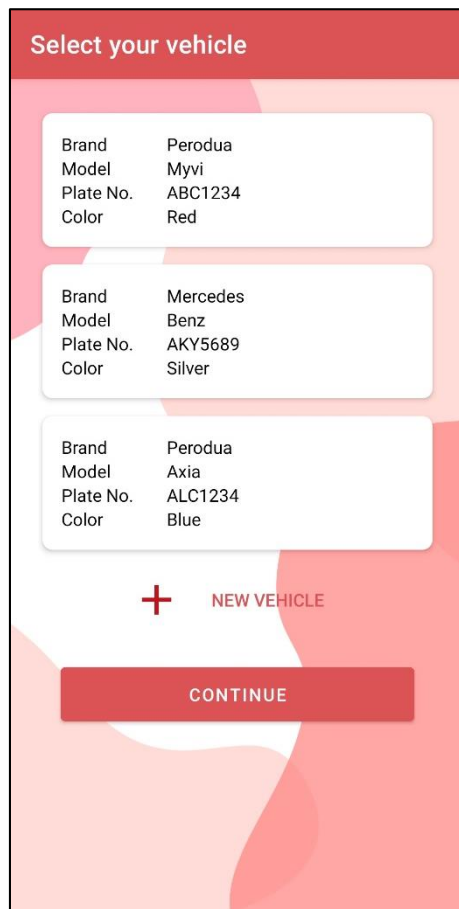 Select your vehicle
Brand Perodua
Model Myvi
Plate No. ABC1234
Color Red
Brand Mercedes
Model Benz
Plate No. AKY5689
Color Silver
Brand Perodua
Model Axia
Plate No. ALC1234
Color Blue
+ NEW VEHICLE
CONTINUE